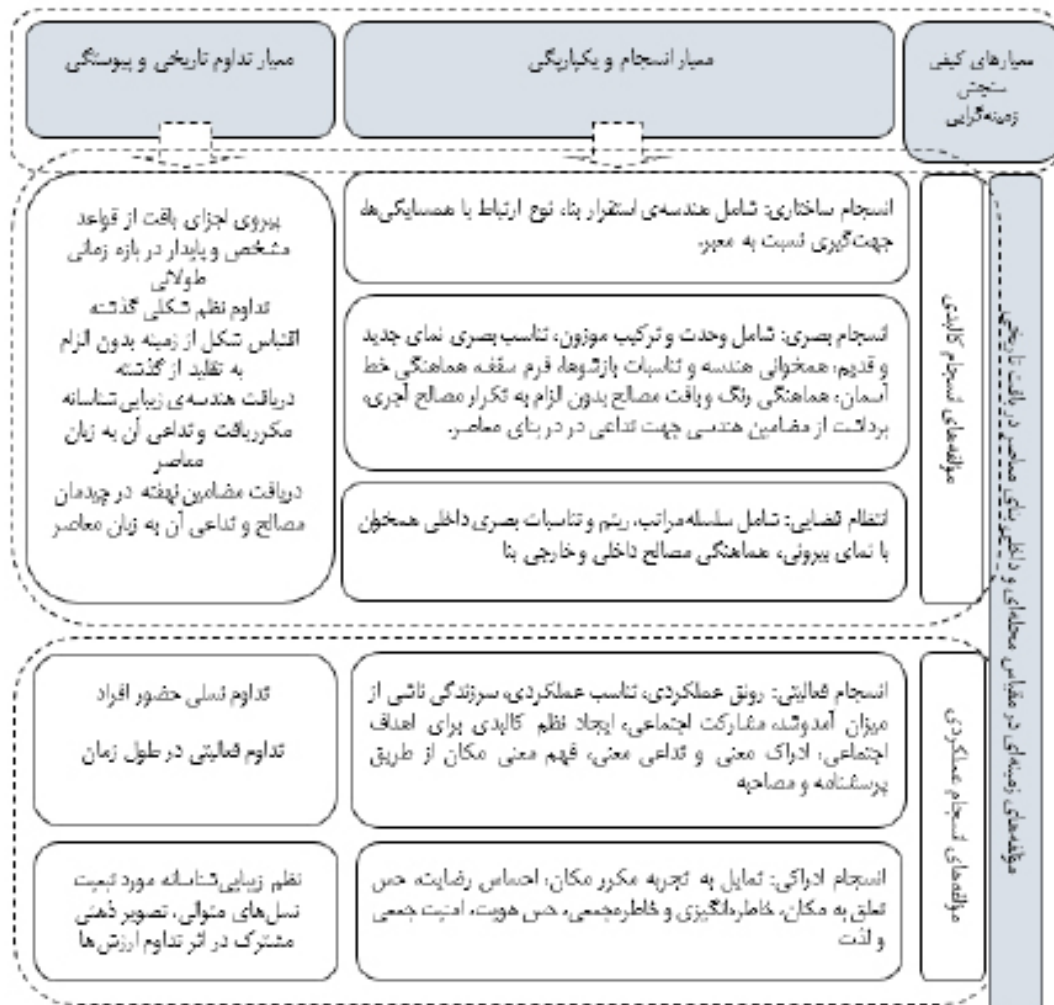 معیارهای کیفی
سنجش
زمینه‌گرایی
معیار انسجام و یکپارچگی
معیار تداوم تاریخی و پیوستگی
مؤلفه‌های زمینه‌ای در مقیاس محله‌ای و داخلی بنای معاصر در بافت تاریخی
مؤلفه‌های انسجام کالبدی
انسجام ساختاری: شامل هندسه‌ی استقرار بنا، نوع ارتباط با همسایگی‌ها،
جهت‌گیری نسبت به معبر.
انسجام بصری: شامل وحدت و ترکیب موزون، تناسب بصری نمای جدید
و قدیم، همخوانی هندسه و تناسبات بازشوها، فرم سقف، هماهنگی خط
آسمان، هماهنگی رنگ و بافت مصالح بدون الزام به تکرار مصالح آجری،
برداشت از مضامین هندسی جهت تداعی در در بنای معاصر.
انتظام فضایی: شامل سلسله‌مراتب، ریتم و تناسبات بصری داخلی همخوان
با نمای بیرونی، هماهنگی مصالح داخلی و خارجی بنا
پیروی اجزای بافت از قواعد
مشخص و پایدار در بازه زمانی
طولانی
تداوم نظم شکلی گذشته
اقتباس شکل از زمینه بدون الزام
به تقلید از گذشته
دریافت هندسه‌ی زیبایی‌شناسانه
مکرر بافت و تداعی آن به زبان
معاصر
دریافت مضامین نهفته در چیدمان
مصالح و تداعی آن به زبان معاصر
مؤلفه‌های انسجام عملکردی
انسجام فعالیتی: رونق عملکردی، تناسب عملکردی، سرزندگی ناشی از
میزان آمدوشد، مشارکت اجتماعی، ایجاد نظم کالبدی برای اهداف
اجتماعی، ادراک معنی و تداعی معنی، فهم معنی مکان از طریق
پرسشنامه و مصاحبه
تداوم نسلی حضور افراد
تداوم فعالیتی در طول زمان
انسجام ادراکی: تمایل به تجربه مکرر مکان، احساس رضایت، حس
تعلق به مکان، خاطره‌انگیزی و خاطره‌جمعی، حس هویت، امنیت جمعی
و لذت
نظم زیبایی‌شناسانه مورد تبعیت
نسل‌های متوالی، تصویر ذهنی
مشترک در اثر تداوم ارزش‌ها